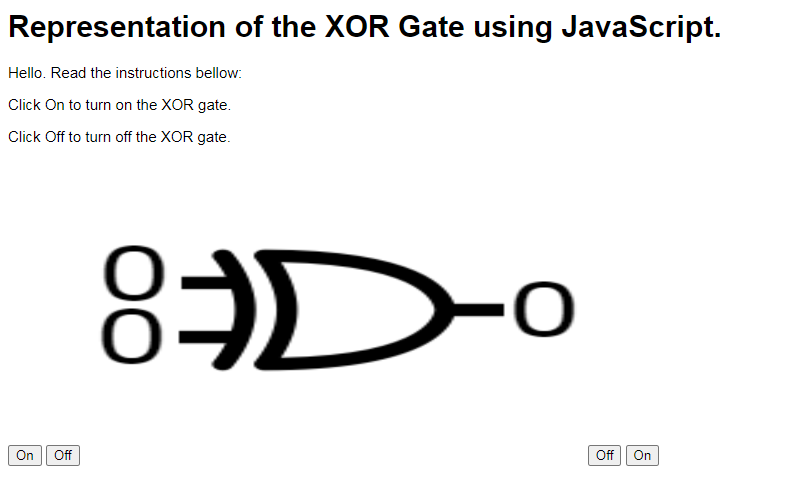 Representation of the XOR Gate using JavaScript.
Hello. Read the instructions bellow:
Click On to turn on the XOR gate.
Click Off to turn off the XOR gate.
0
0
0
On Off Off On